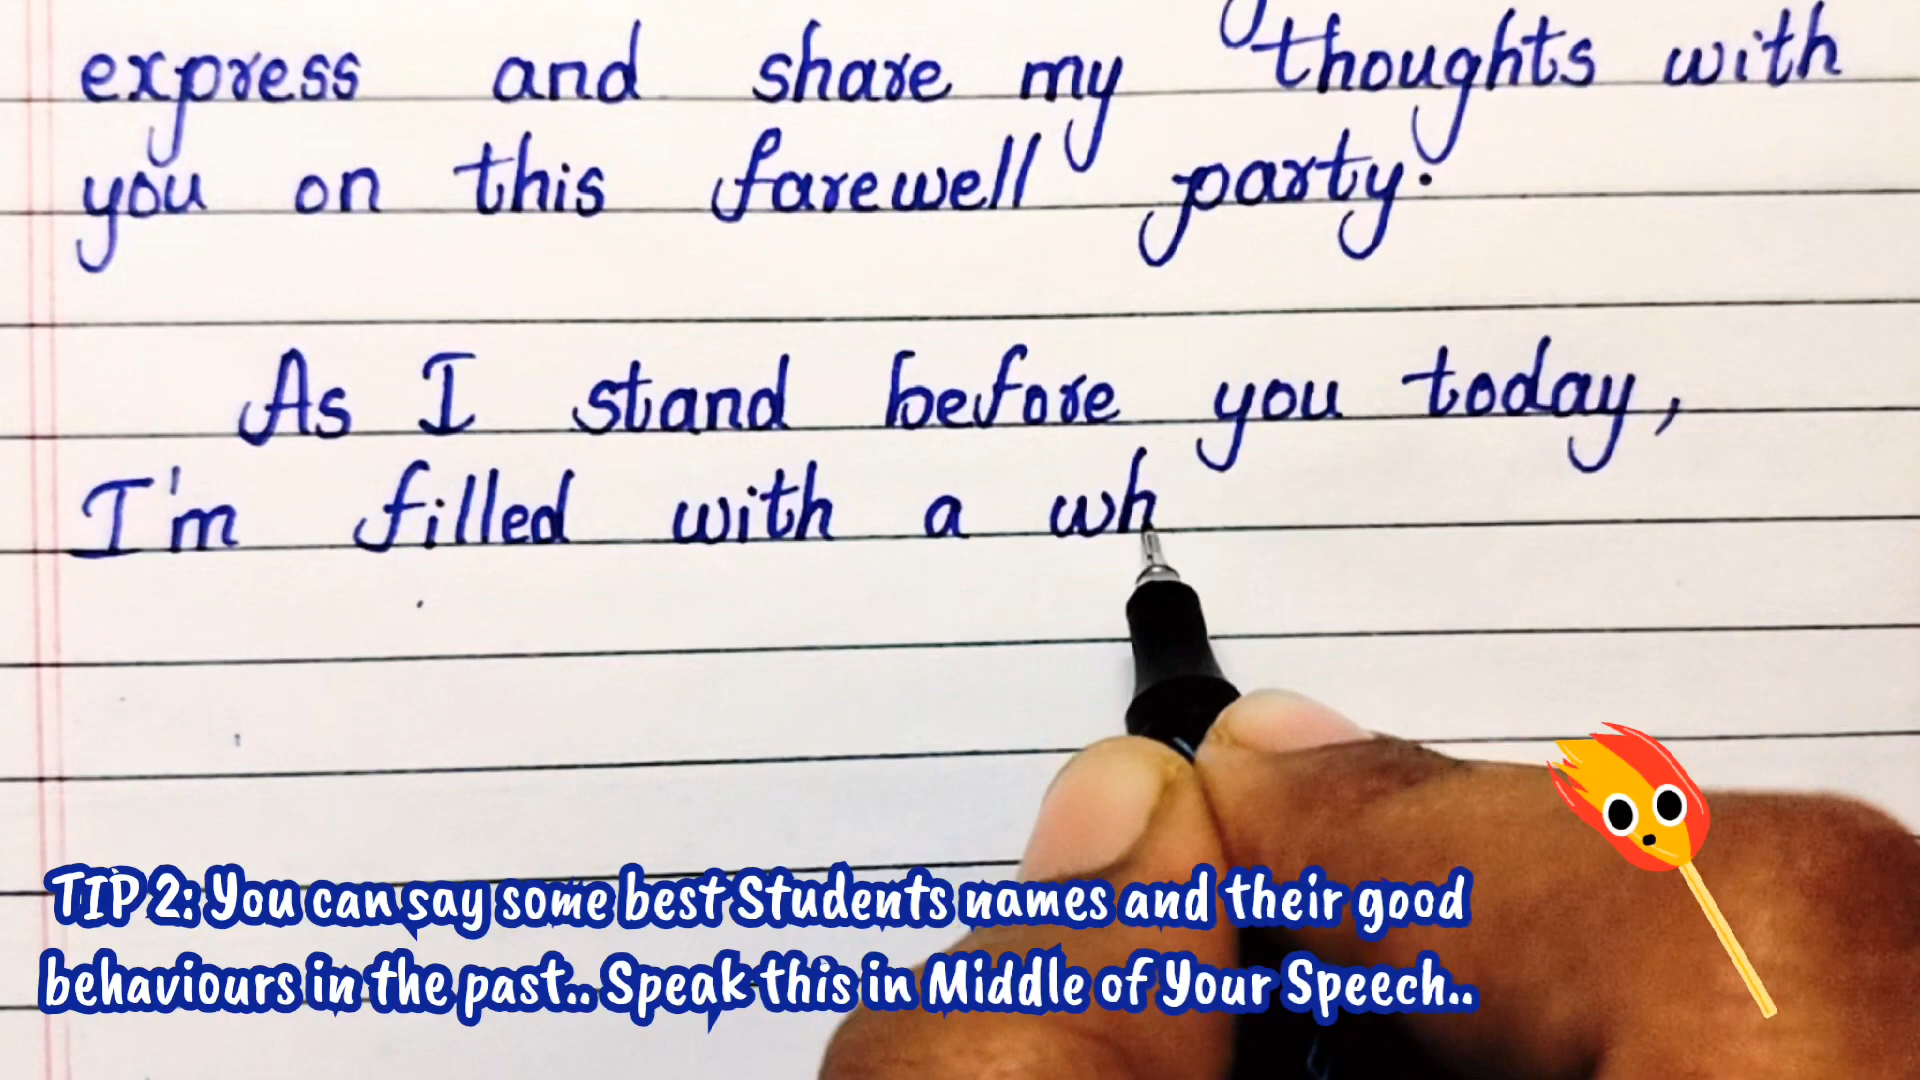 express and share my thoughts with
you on this farewell party.
As I stand before you today,
I'm filled with a wh
TIP 2: You can say some best Students names and their good
behaviours in the past.. Speak this in Middle of Your Speech..